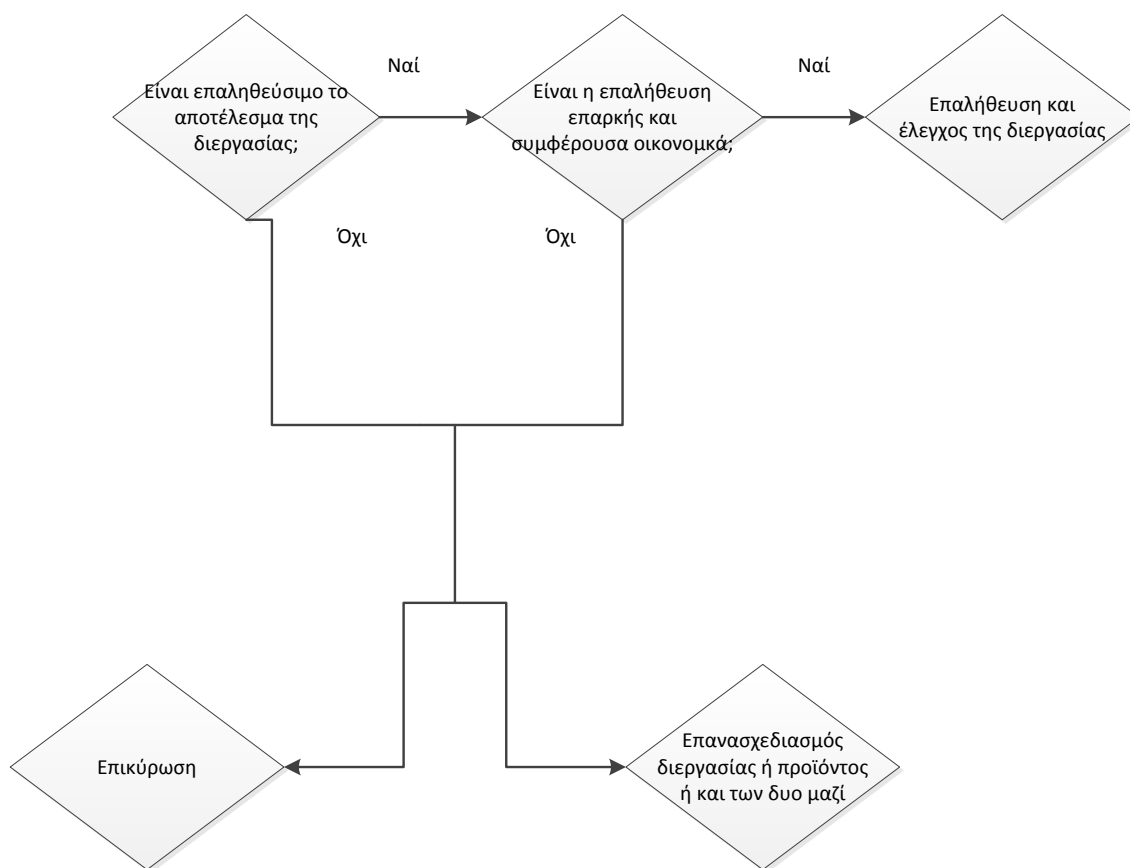 Ναί
Ναί
Είναι επαληθεύσιμο το
αποτέλεσμα της
διεργασίας;
Είναι η επαλήθευση
επαρκής και
συμφέρουσα οικονομκά;
Επαλήθευση και
έλεγχος της διεργασίας
Όχι
Όχι
Επικύρωση
Επανασχεδιασμός
διεργασίας ή προϊόντος
ή και των δυο μαζί